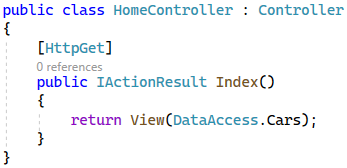 public class HomeController : Controller
{
    [HttpGet]
    0 references
    public IActionResult Index()
    {
        return View(DataAccess.Cars);
    }
}